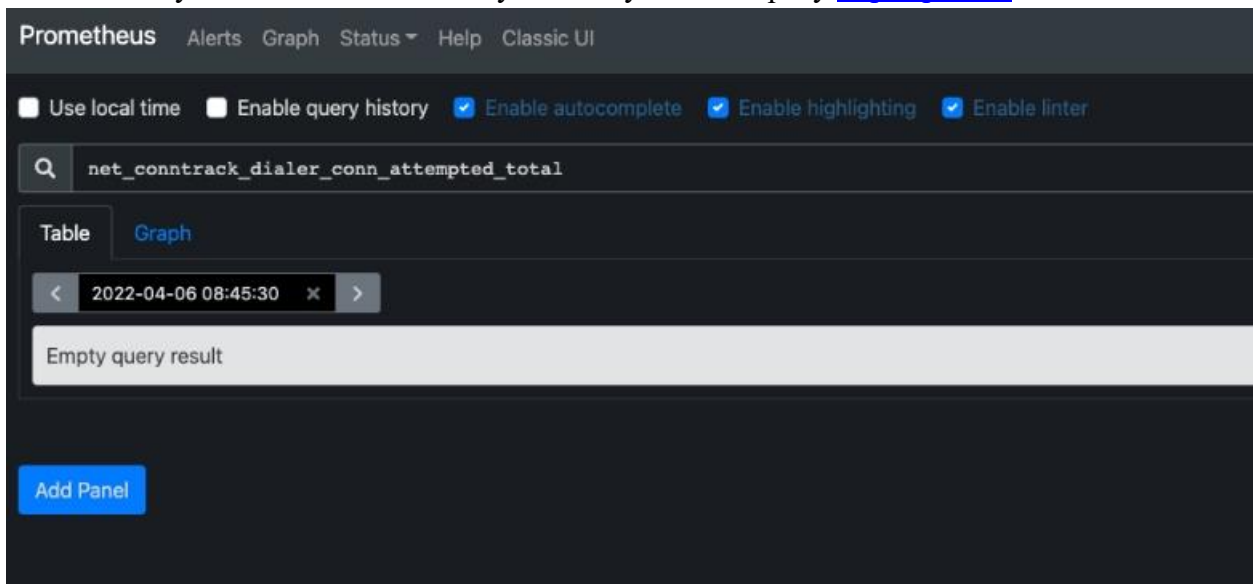 Prometheus Alerts Graph Status Help Classic UI
Use local time Enable query history Enable autocomplete Enable highlighting Enable linter
net_conntrack_dialer_conn_attempted_total
Table Graph
< 2022-04-06 08:45:30 × >
Empty query result
Add Panel